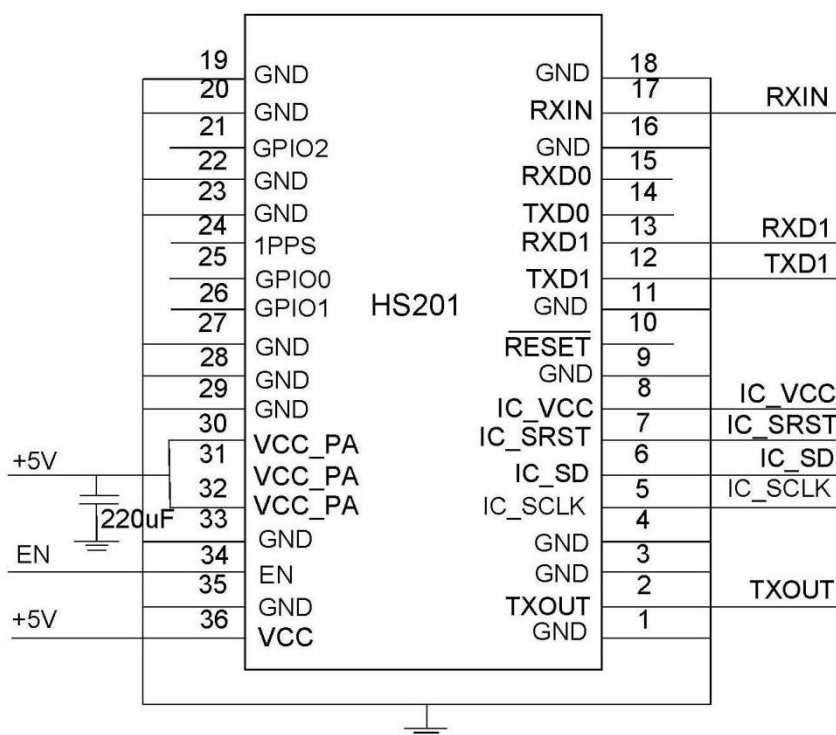 19 GND GND 18
20 GND RXIN 17 RXIN
21 GPIO2 GND 16
22 GND RXD0 15
23 GND TXD0 14
24 1PPS RXD1 13 RXD1
25 GPIO0 TXD1 12 TXD1
26 GPIO1 HS201 GND 11
27 GND RESET 10
28 GND GND 9
29 GND IC_VCC 8 IC_VCC
30 VCC_PA IC_SRST 7 IC_SRST
+5V 31 VCC_PA IC_SD 6 IC_SD
32 VCC_PA IC_SCLK 5 IC_SCLK
220uF 33 GND GND 4
EN 34 EN GND 3
35 GND TXOUT 2 TXOUT
+5V 36 VCC GND 1